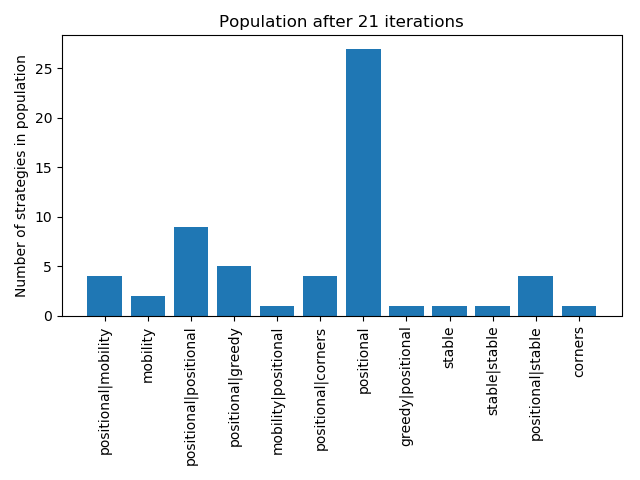 Population after 21 iterations
Number of strategies in population
25
20
15
10
5
0
positional|mobility
mobility
positional|positional
positional|greedy
mobility|positional
positional|corners
positional
greedy|positional
stable
stable|stable
positional|stable
corners